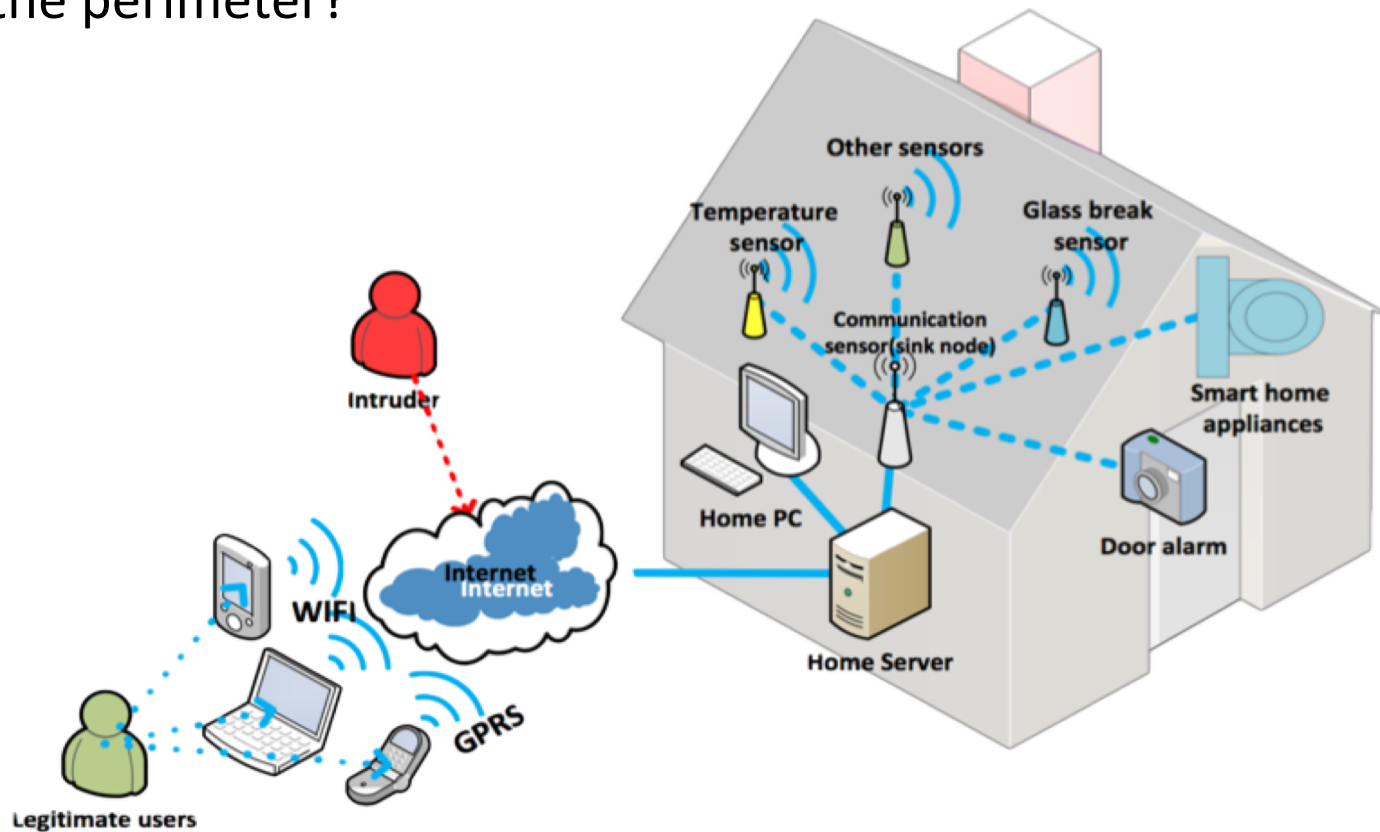 the perimeter?
Other sensors
Temperature
sensor
Glass break
sensor
Communication
sensor(sink node)
Smart home
appliances
Intruder
Home PC
Door alarm
Internet
Internet
WIFI
Home Server
GPRS
Legitimate users